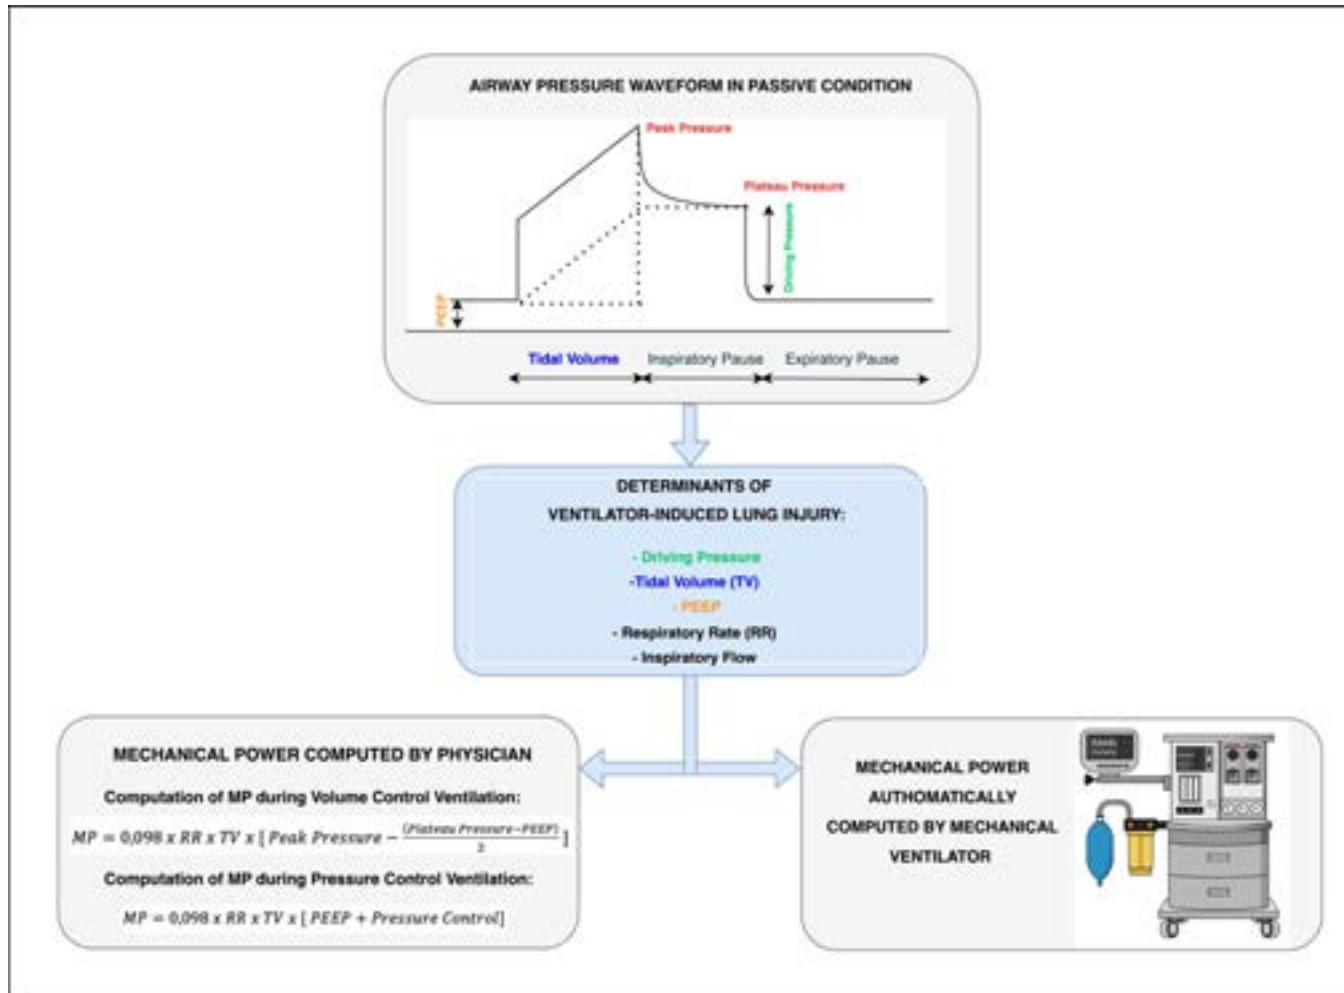 AIRWAY PRESSURE WAVEFORM IN PASSIVE CONDITION
Peak Pressure
Plateau Pressure
Driving Pressure
PEEP
Tidal Volume
Inspiratory Pause
Expiratory Pause
DETERMINANTS OF
VENTILATOR-INDUCED LUNG INJURY:
- Driving Pressure
-Tidal Volume (TV)
- PEEP
- Respiratory Rate (RR)
- Inspiratory Flow
MECHANICAL POWER COMPUTED BY PHYSICIAN
Computation of MP during Volume Control Ventilation:
MP = 0,098 x RR x TV x [ Peak Pressure − (Plateau Pressure−PEEP) / 2 ]
Computation of MP during Pressure Control Ventilation:
MP = 0,098 x RR x TV x [ PEEP + Pressure Control]
MECHANICAL POWER
AUTHOMATICALLY
COMPUTED BY MECHANICAL
VENTILATOR